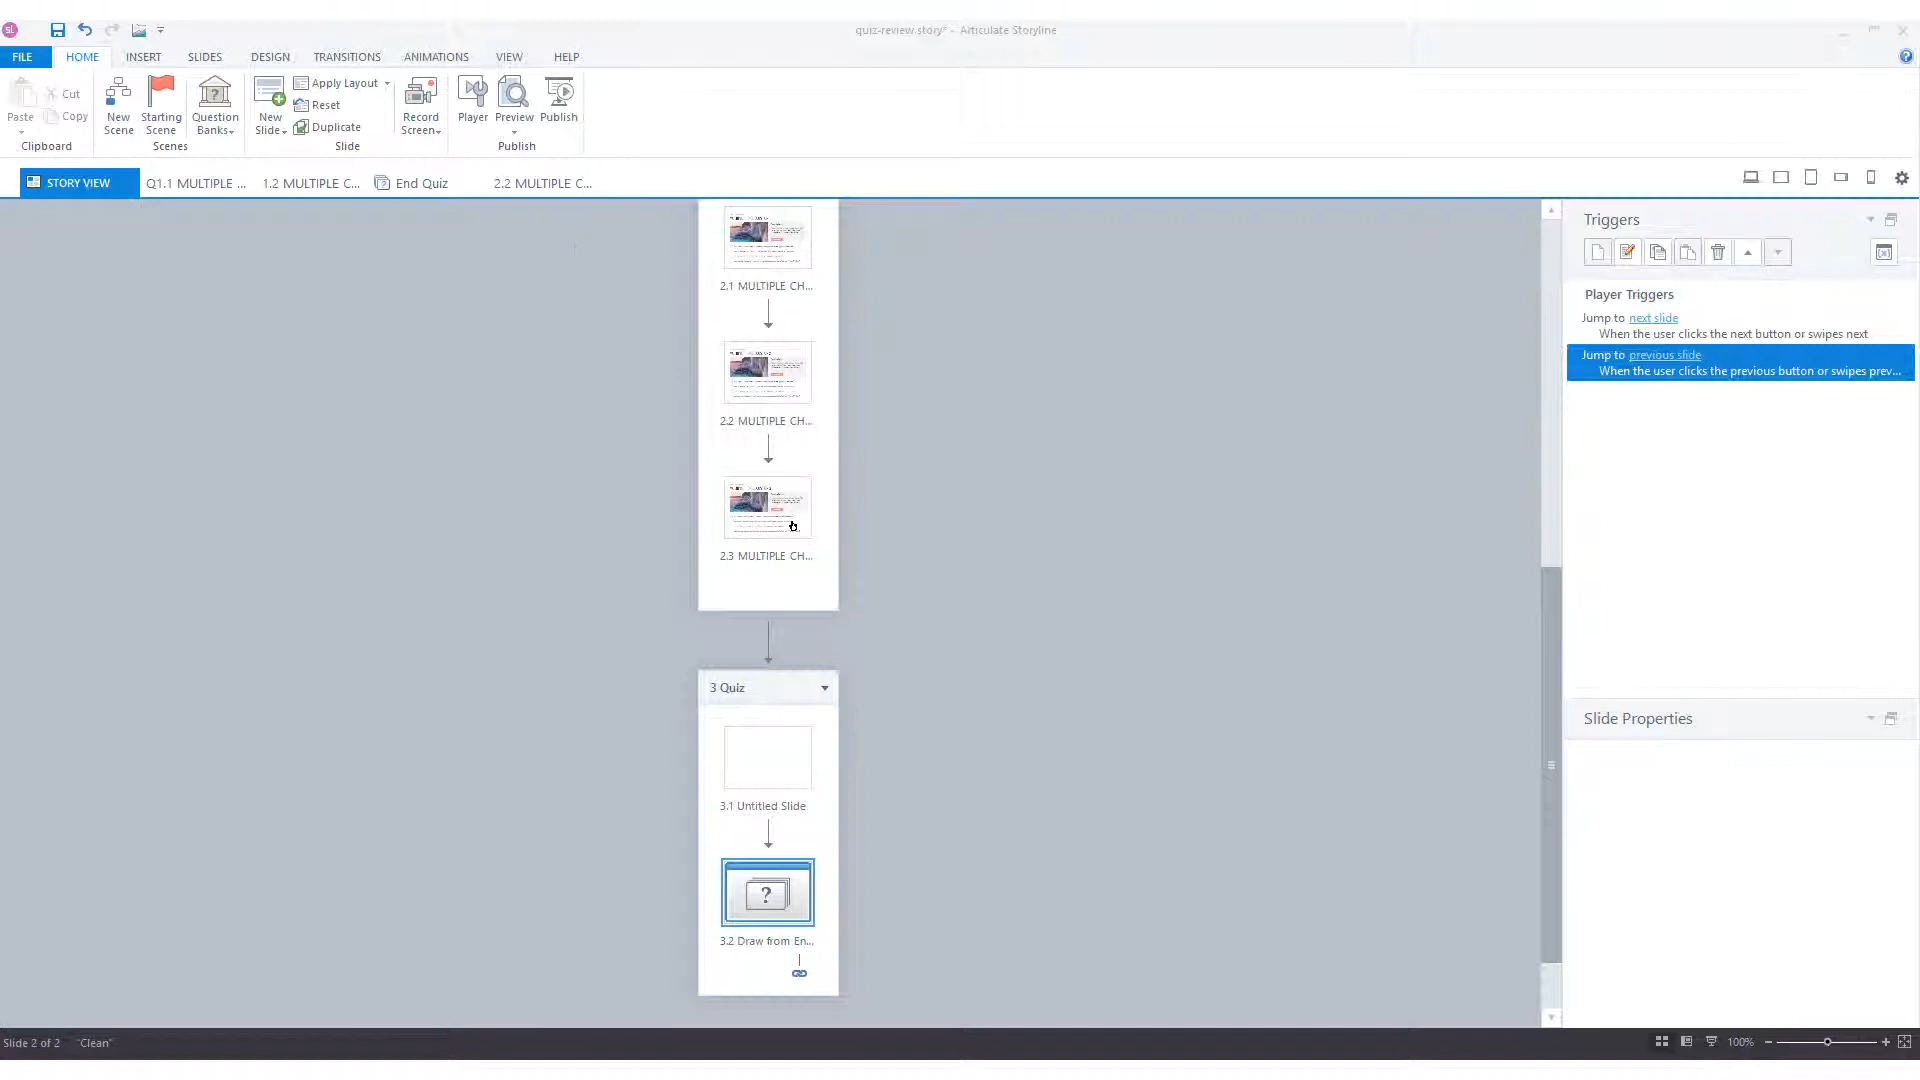 quiz-review.story* - Articulate Storyline
FILE HOME INSERT SLIDES DESIGN TRANSITIONS ANIMATIONS VIEW HELP
Paste
Cut
Copy
Clipboard
New Scene
Starting Scene
Question Banks
Scenes
New Slide
Apply Layout
Reset
Duplicate
Slide
Record Screen
Player
Preview
Publish
Publish
STORY VIEW
Q1.1 MULTIPLE ...
1.2 MULTIPLE C...
End Quiz
2.2 MULTIPLE C...
2.1 MULTIPLE CH...
2.2 MULTIPLE CH...
2.3 MULTIPLE CH...
3 Quiz
3.1 Untitled Slide
?
3.2 Draw from En...
Triggers
Player Triggers
Jump to next slide
When the user clicks the next button or swipes next
Jump to previous slide
When the user clicks the previous button or swipes prev...
Slide Properties
Slide 2 of 2 "Clean"
100%